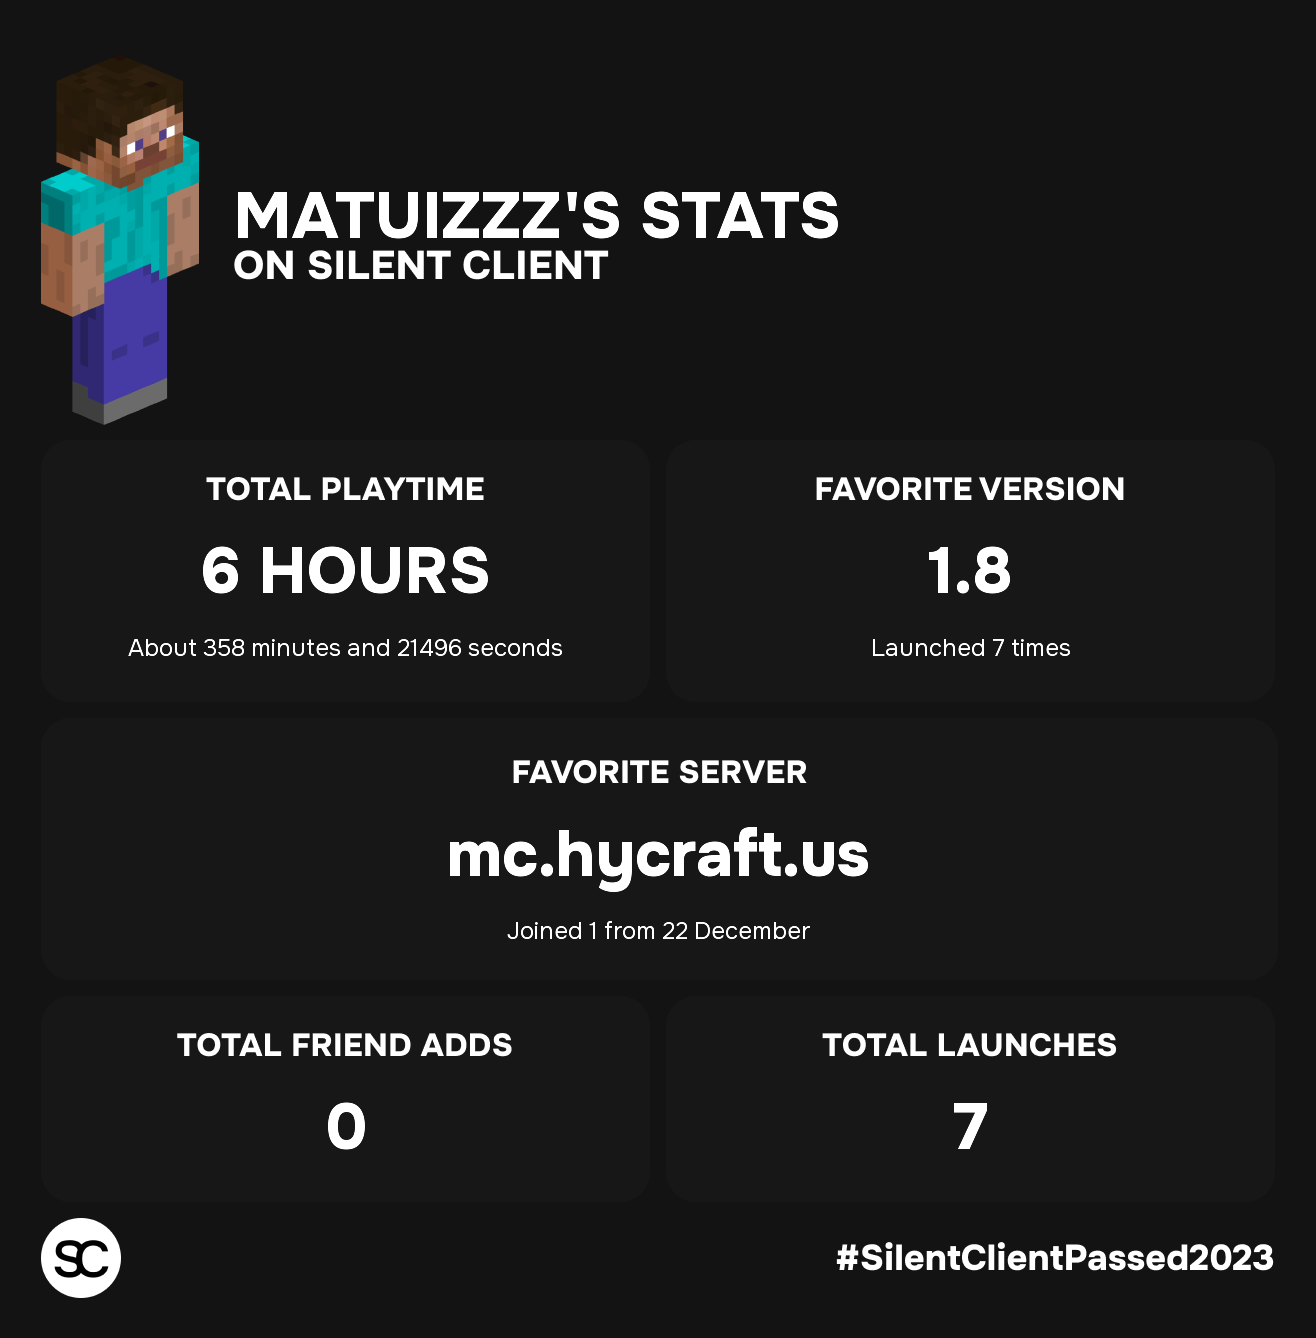 MATUIZZZ'S STATS
ON SILENT CLIENT
TOTAL PLAYTIME
6 HOURS
About 358 minutes and 21496 seconds
FAVORITE VERSION
1.8
Launched 7 times
FAVORITE SERVER
mc.hycraft.us
Joined 1 from 22 December
TOTAL FRIEND ADDS
0
TOTAL LAUNCHES
7
SC
#SilentClientPassed2023